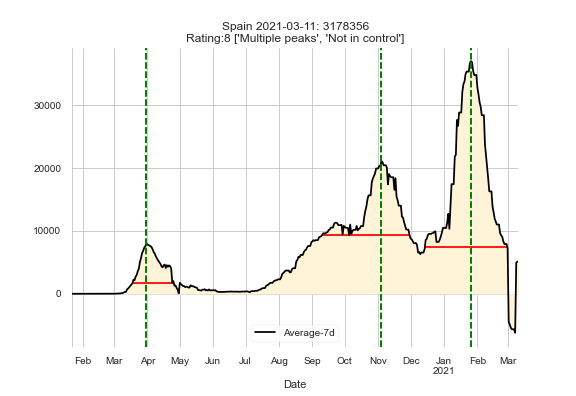 Spain 2021-03-11: 3178356
Rating:8 ['Multiple peaks', 'Not in control']
30000
20000
10000
0
Average-7d
Feb Mar Apr May Jun Jul Aug Sep Oct Nov Dec Jan Feb Mar
2021
Date